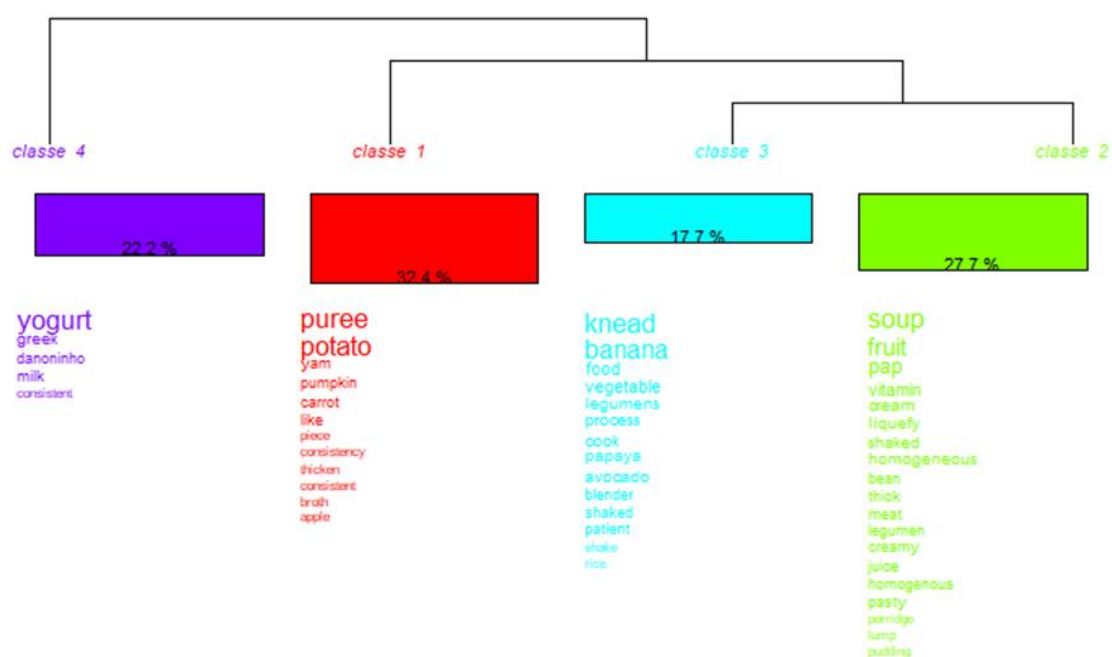 classe 4
classe 1
classe 3
classe 2
22.2 %
32.4 %
17.7 %
27.7 %
yogurt
greek
danoninho
milk
consistent
puree
potato
yam
pumpkin
carrot
like
piece
consistency
thicken
consistent
broth
apple
knead
banana
food
vegetable
legumens
process
cook
papaya
avocado
blender
shaked
patient
shake
rice
soup
fruit
pap
vitamin
cream
liquefy
shaked
homogeneous
bean
thick
meat
legumen
creamy
juice
homogenous
pasty
porridge
lump
pudding